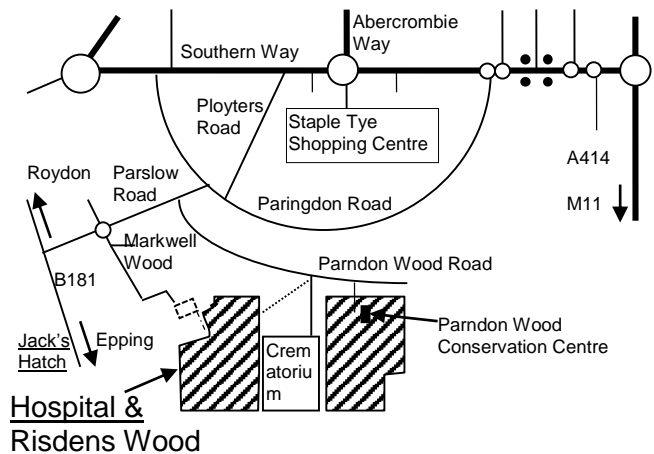 Abercrombie
Way
Southern Way
Ployters
Road
Staple Tye
Shopping Centre
A414
Roydon
Parslow
Road
Paringdon Road
M11
Markwell
Wood
Parndon Wood Road
B181
Jack's
Hatch
Epping
Crem
atoriu
m
Parndon Wood
Conservation Centre
Hospital &
Risdens Wood